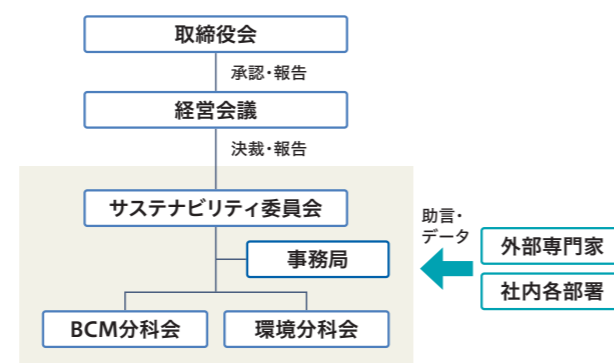 取締役会
承認・報告
経営会議
決裁・報告
サステナビリティ委員会
事務局
BCM分科会
環境分科会
助言・
データ
外部専門家
社内各部署